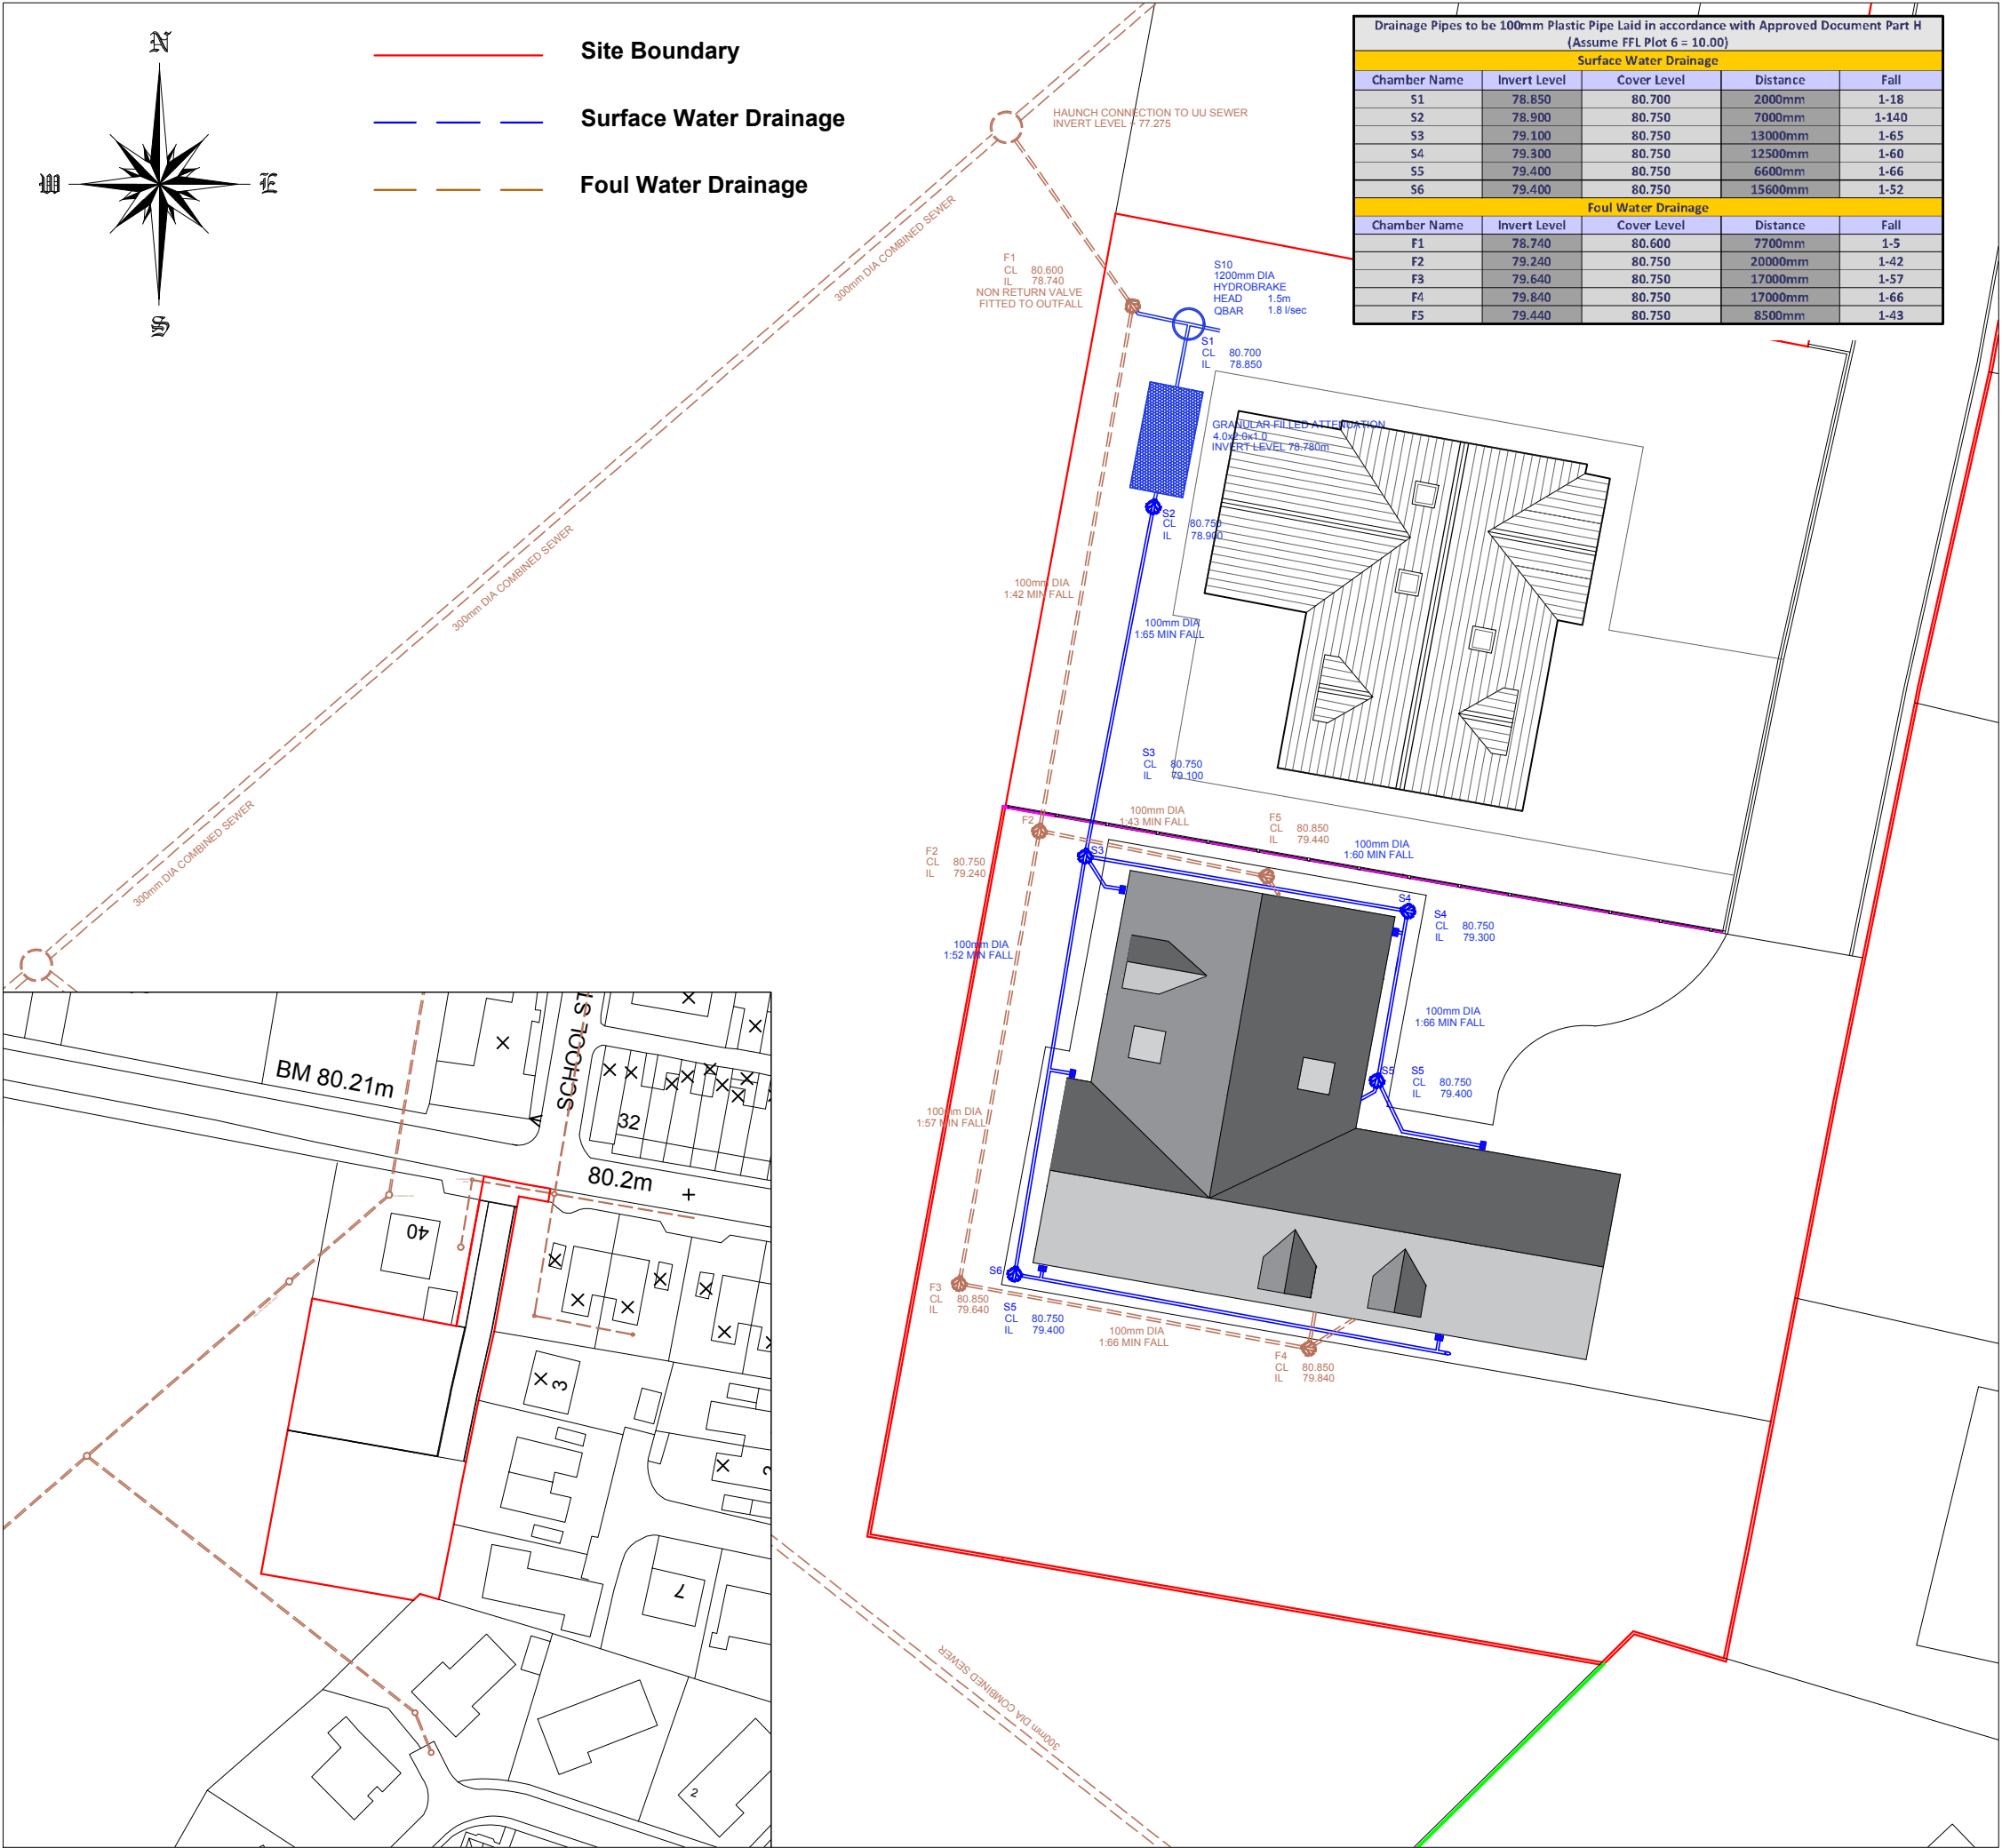 N
W
E
S
Site Boundary
Surface Water Drainage
Foul Water Drainage
Drainage Pipes to be 100mm Plastic Pipe Laid in accordance with Approved Document Part H
(Assume FFL Plot 6 = 10.00)
Surface Water Drainage
Chamber Name Invert Level Cover Level Distance Fall
S1 78.850 80.700 2000mm 1-18
S2 78.900 80.750 7000mm 1-140
S3 79.100 80.750 13000mm 1-65
S4 79.300 80.750 12500mm 1-60
S5 79.400 80.750 6600mm 1-66
S6 79.400 80.750 15600mm 1-52
Foul Water Drainage
Chamber Name Invert Level Cover Level Distance Fall
F1 78.740 80.600 7700mm 1-5
F2 79.240 80.750 20000mm 1-42
F3 79.640 80.750 17000mm 1-57
F4 79.840 80.750 17000mm 1-66
F5 79.440 80.750 8500mm 1-43
HAUNCH CONNECTION TO UU SEWER
INVERT LEVEL - 77.275
300mm DIA COMBINED SEWER
F1
CL 80.600
IL 78.740
NON RETURN VALVE
FITTED TO OUTFALL
S10
1200mm DIA
HYDROBRAKE
HEAD 1.5m
QBAR 1.8 l/sec
S1
CL 80.700
IL 78.850
GRANULAR FILLED ATTENUATION
4.0x2.0x1.0
INVERT LEVEL 78.780m
S2
CL 80.750
IL 78.900
300mm DIA COMBINED SEWER
100mm DIA
1:42 MIN FALL
100mm DIA
1:65 MIN FALL
S3
CL 80.750
IL 79.100
300mm DIA COMBINED SEWER
100mm DIA
1:43 MIN FALL
F2
F5
CL 80.850
IL 79.440
100mm DIA
1:60 MIN FALL
F2
CL 80.750
IL 79.240
S3
S4
S4
CL 80.750
IL 79.300
100mm DIA
1:52 MIN FALL
100mm DIA
1:66 MIN FALL
S5
S5
CL 80.750
IL 79.400
100mm DIA
1:57 MIN FALL
S6
F3
CL 80.850
IL 79.640
S5
CL 80.750
IL 79.400
100mm DIA
1:66 MIN FALL
F4
CL 80.850
IL 79.840
300mm DIA COMBINED SEWER
BM 80.21m
SCHOOL ST
32
80.2m
40
3
7
2